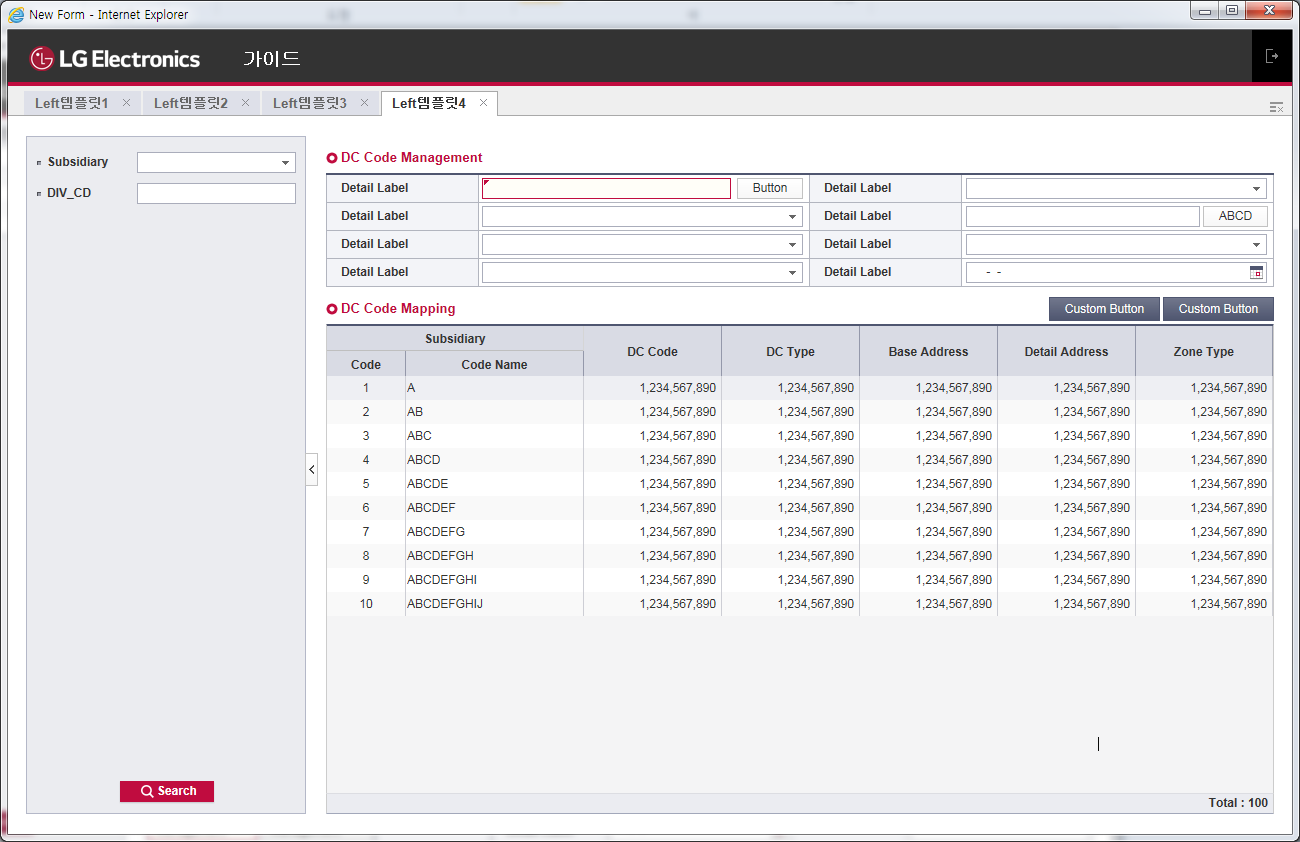 New Form - Internet Explorer
LG Electronics 가이드
Left템플릿1 Left템플릿2 Left템플릿3 Left템플릿4
Subsidiary
DIV_CD
Search
DC Code Management
Detail Label Button Detail Label
Detail Label Detail Label ABCD
Detail Label Detail Label
Detail Label Detail Label - -
DC Code Mapping Custom Button Custom Button
Subsidiary DC Code DC Type Base Address Detail Address Zone Type
Code Code Name
1 A 1,234,567,890 1,234,567,890 1,234,567,890 1,234,567,890 1,234,567,890
2 AB 1,234,567,890 1,234,567,890 1,234,567,890 1,234,567,890 1,234,567,890
3 ABC 1,234,567,890 1,234,567,890 1,234,567,890 1,234,567,890 1,234,567,890
4 ABCD 1,234,567,890 1,234,567,890 1,234,567,890 1,234,567,890 1,234,567,890
5 ABCDE 1,234,567,890 1,234,567,890 1,234,567,890 1,234,567,890 1,234,567,890
6 ABCDEF 1,234,567,890 1,234,567,890 1,234,567,890 1,234,567,890 1,234,567,890
7 ABCDEFG 1,234,567,890 1,234,567,890 1,234,567,890 1,234,567,890 1,234,567,890
8 ABCDEFGH 1,234,567,890 1,234,567,890 1,234,567,890 1,234,567,890 1,234,567,890
9 ABCDEFGHI 1,234,567,890 1,234,567,890 1,234,567,890 1,234,567,890 1,234,567,890
10 ABCDEFGHIJ 1,234,567,890 1,234,567,890 1,234,567,890 1,234,567,890 1,234,567,890
Total : 100